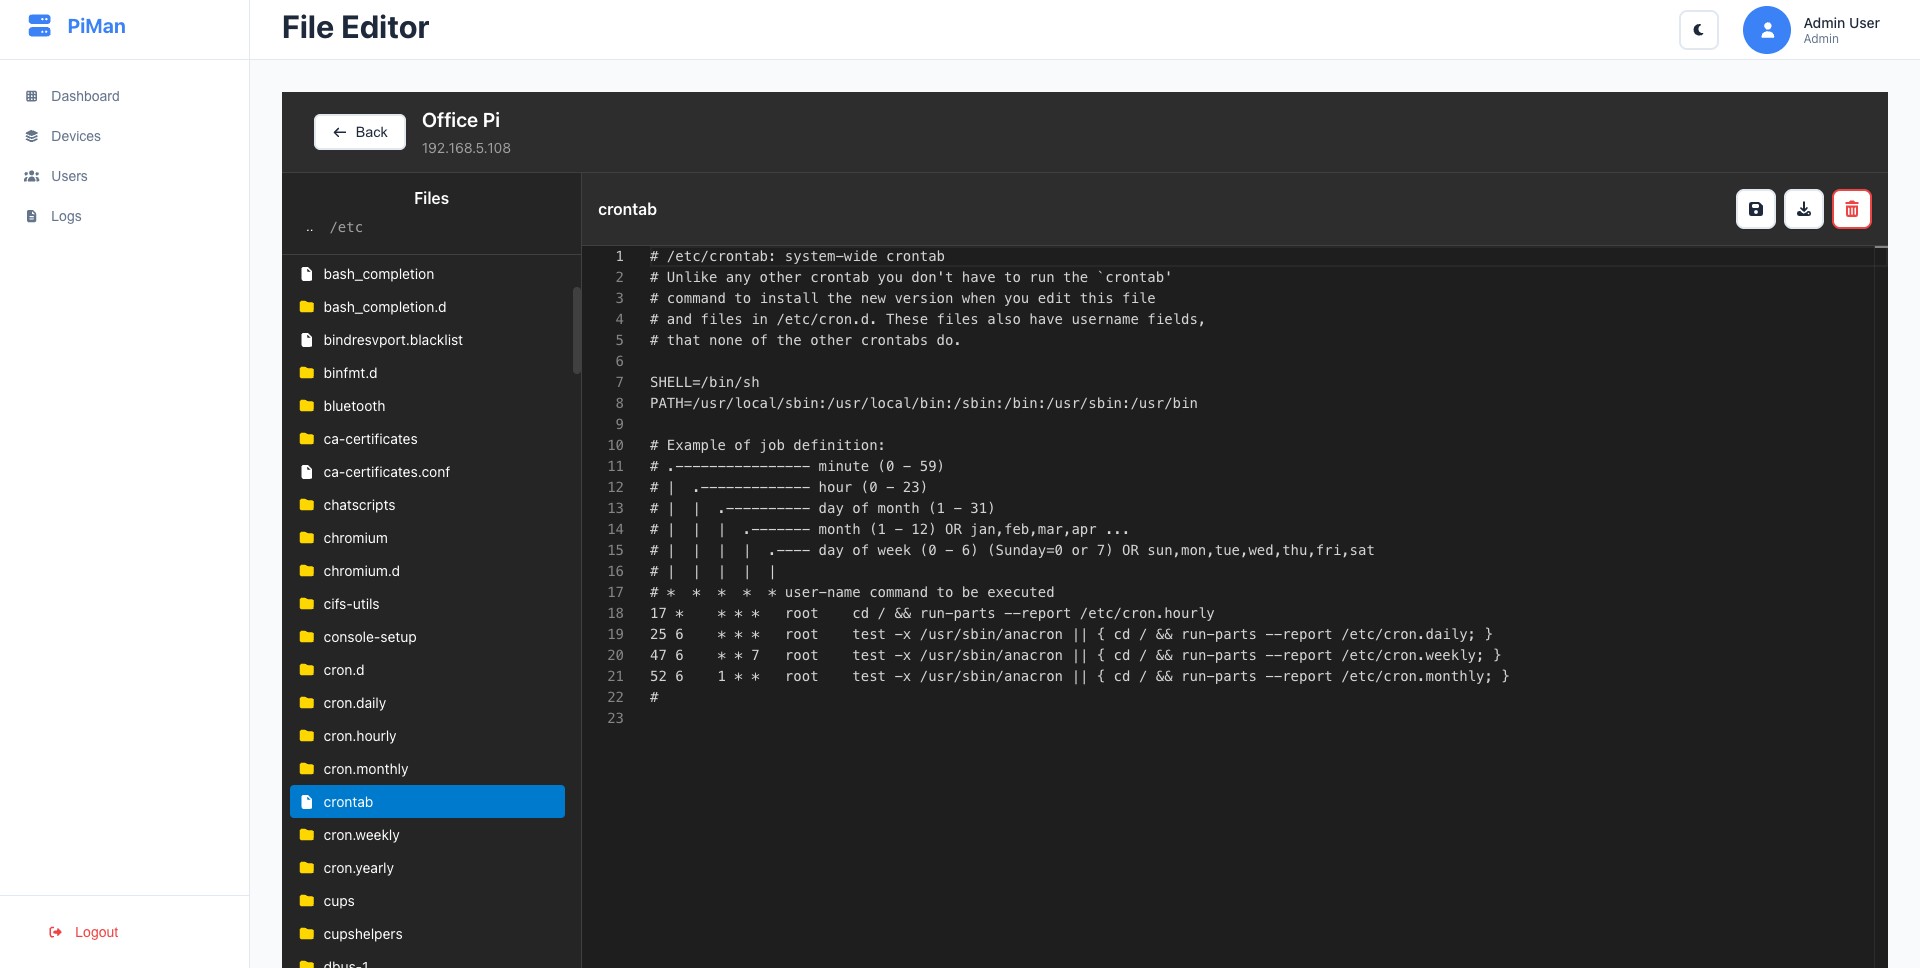 PiMan
File Editor
Admin User
Admin
Dashboard
Devices
Users
Logs
Logout
Back
Office Pi
192.168.5.108
Files
.. /etc
bash_completion
bash_completion.d
bindresvport.blacklist
binfmt.d
bluetooth
ca-certificates
ca-certificates.conf
chatscripts
chromium
chromium.d
cifs-utils
console-setup
cron.d
cron.daily
cron.hourly
cron.monthly
crontab
cron.weekly
cron.yearly
cups
cupshelpers
dbus-1
crontab
1 # /etc/crontab: system-wide crontab
2 # Unlike any other crontab you don't have to run the `crontab'
3 # command to install the new version when you edit this file
4 # and files in /etc/cron.d. These files also have username fields,
5 # that none of the other crontabs do.
6
7 SHELL=/bin/sh
8 PATH=/usr/local/sbin:/usr/local/bin:/sbin:/bin:/usr/sbin:/usr/bin
9
10 # Example of job definition:
11 # .---------------- minute (0 - 59)
12 # |  .------------- hour (0 - 23)
13 # |  |  .---------- day of month (1 - 31)
14 # |  |  |  .------- month (1 - 12) OR jan,feb,mar,apr ...
15 # |  |  |  |  .---- day of week (0 - 6) (Sunday=0 or 7) OR sun,mon,tue,wed,thu,fri,sat
16 # |  |  |  |  |
17 # *  *  *  *  * user-name command to be executed
18 17 *    * * *   root    cd / && run-parts --report /etc/cron.hourly
19 25 6    * * *   root    test -x /usr/sbin/anacron || { cd / && run-parts --report /etc/cron.daily; }
20 47 6    * * 7   root    test -x /usr/sbin/anacron || { cd / && run-parts --report /etc/cron.weekly; }
21 52 6    1 * *   root    test -x /usr/sbin/anacron || { cd / && run-parts --report /etc/cron.monthly; }
22 #
23